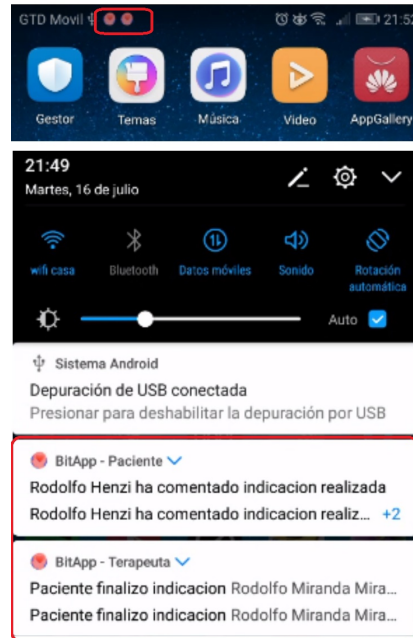 GTD Movil
21:52
Gestor
Temas
Música
Video
AppGallery
21:49
Martes, 16 de julio
wifi casa
Bluetooth
Datos móviles
Sonido
Rotación
automática
Auto
Sistema Android
Depuración de USB conectada
Presionar para deshabilitar la depuración por USB
BitApp - Paciente
Rodolfo Henzi ha comentado indicacion realizada
Rodolfo Henzi ha comentado indicacion realiz... +2
BitApp - Terapeuta
Paciente finalizo indicacion Rodolfo Miranda Mira...
Paciente finalizo indicacion Rodolfo Miranda Mira...